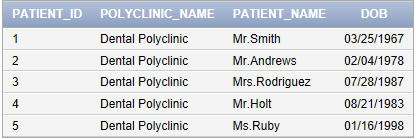 PATIENT_ID POLYCLINIC_NAME PATIENT_NAME DOB
1 Dental Polyclinic Mr.Smith 03/25/1967
2 Dental Polyclinic Mr.Andrews 02/04/1978
3 Dental Polyclinic Mrs.Rodriguez 07/28/1987
4 Dental Polyclinic Mr.Holt 08/21/1983
5 Dental Polyclinic Ms.Ruby 01/16/1998